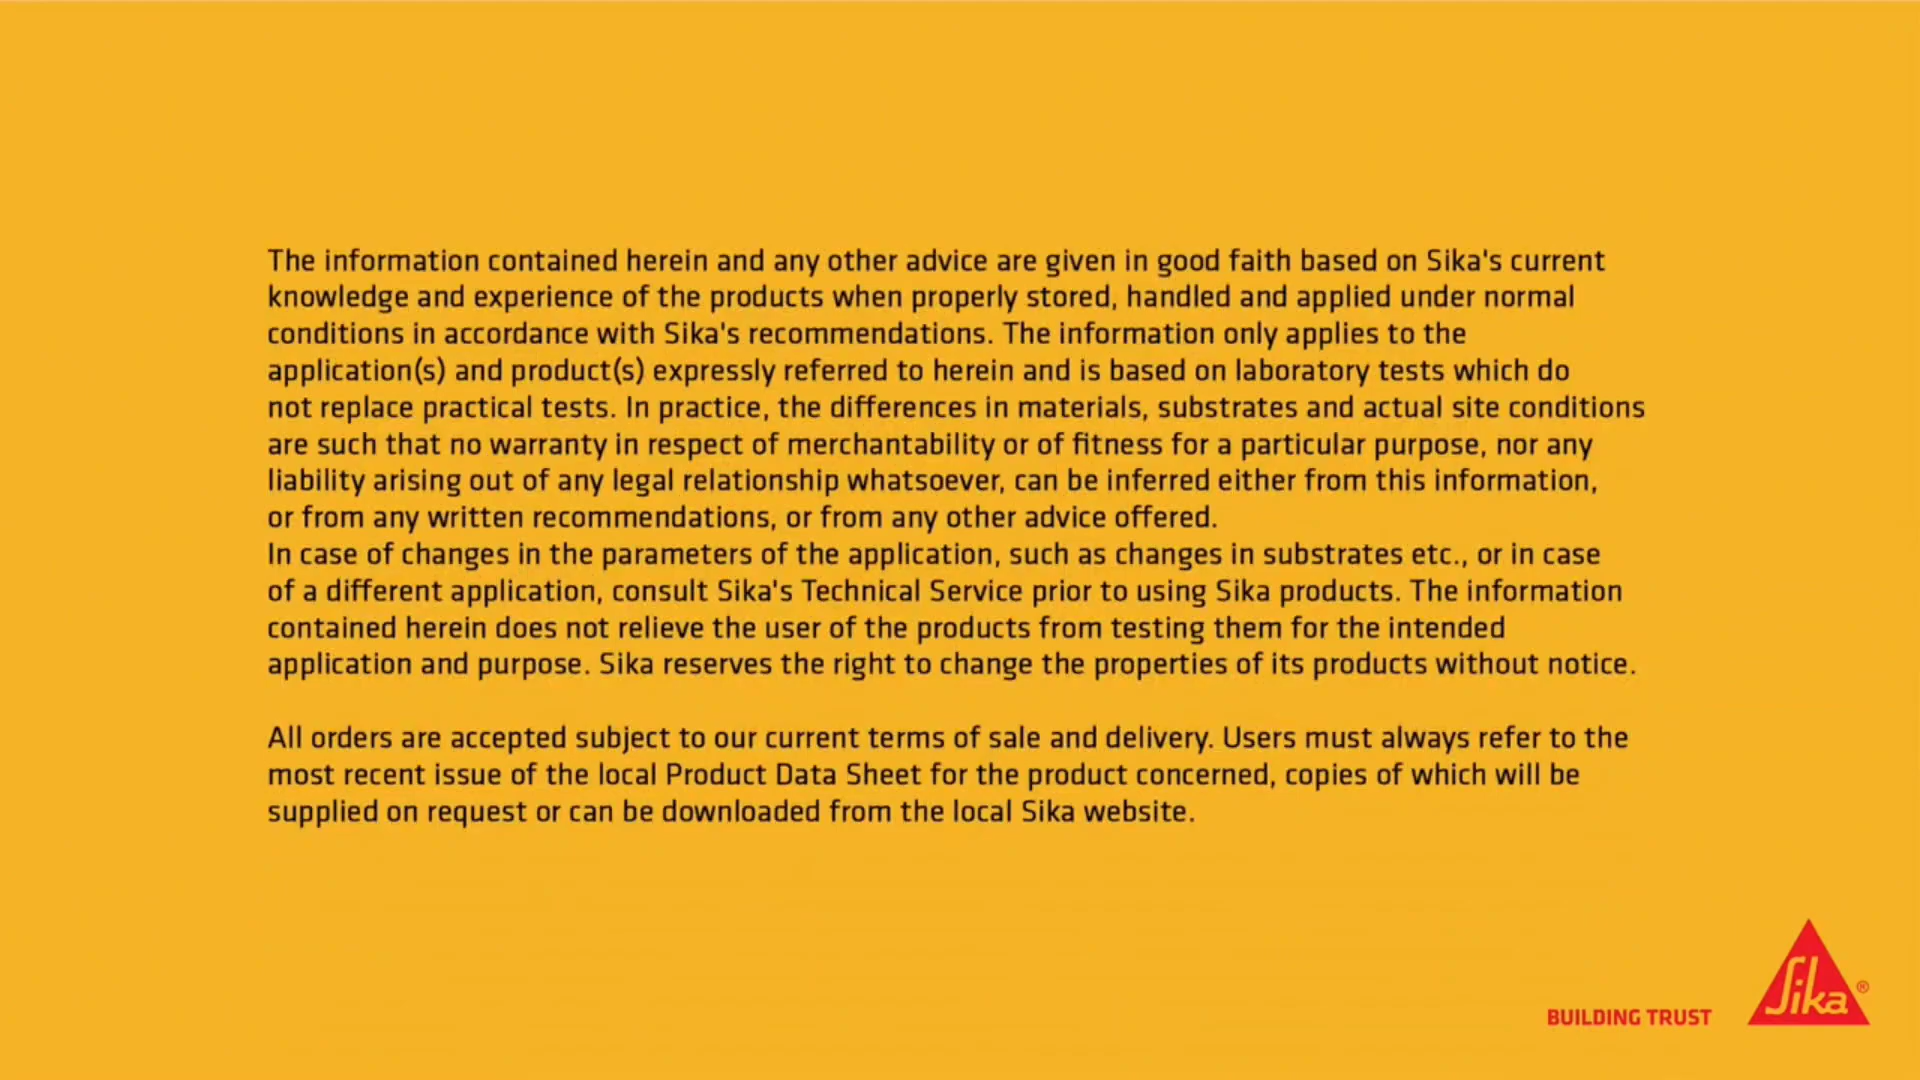 The information contained herein and any other advice are given in good faith based on Sika's current
knowledge and experience of the products when properly stored, handled and applied under normal
conditions in accordance with Sika's recommendations. The information only applies to the
application(s) and product(s) expressly referred to herein and is based on laboratory tests which do
not replace practical tests. In practice, the differences in materials, substrates and actual site conditions
are such that no warranty in respect of merchantability or of fitness for a particular purpose, nor any
liability arising out of any legal relationship whatsoever, can be inferred either from this information,
or from any written recommendations, or from any other advice offered.
In case of changes in the parameters of the application, such as changes in substrates etc., or in case
of a different application, consult Sika's Technical Service prior to using Sika products. The information
contained herein does not relieve the user of the products from testing them for the intended
application and purpose. Sika reserves the right to change the properties of its products without notice.
All orders are accepted subject to our current terms of sale and delivery. Users must always refer to the
most recent issue of the local Product Data Sheet for the product concerned, copies of which will be
supplied on request or can be downloaded from the local Sika website.
BUILDING TRUST
Sika®